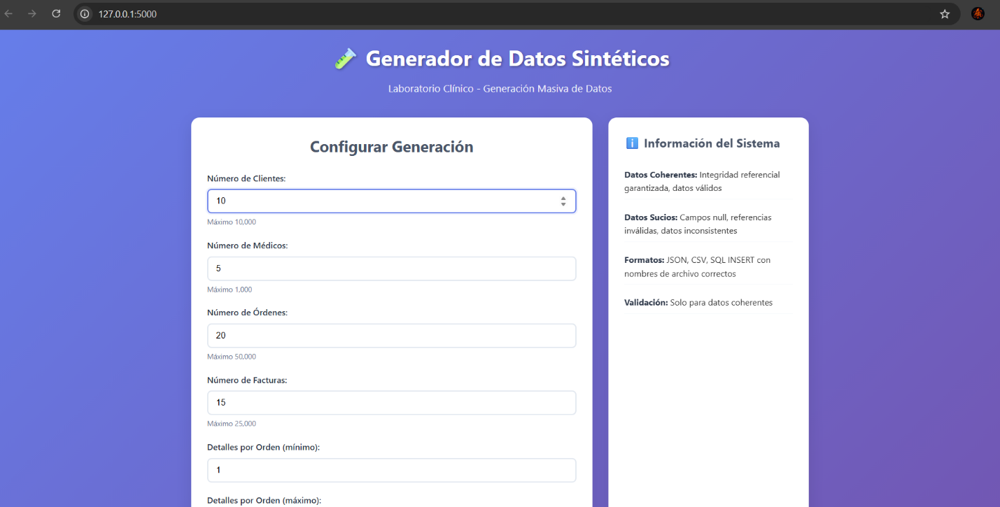 127.0.0.1:5000
Generador de Datos Sintéticos
Laboratorio Clínico - Generación Masiva de Datos
Configurar Generación
Número de Clientes:
10
Máximo 10,000
Número de Médicos:
5
Máximo 1,000
Número de Órdenes:
20
Máximo 50,000
Número de Facturas:
15
Máximo 25,000
Detalles por Orden (mínimo):
1
Detalles por Orden (máximo):
i Información del Sistema
Datos Coherentes: Integridad referencial
garantizada, datos válidos
Datos Sucios: Campos null, referencias
inválidas, datos inconsistentes
Formatos: JSON, CSV, SQL INSERT con
nombres de archivo correctos
Validación: Solo para datos coherentes